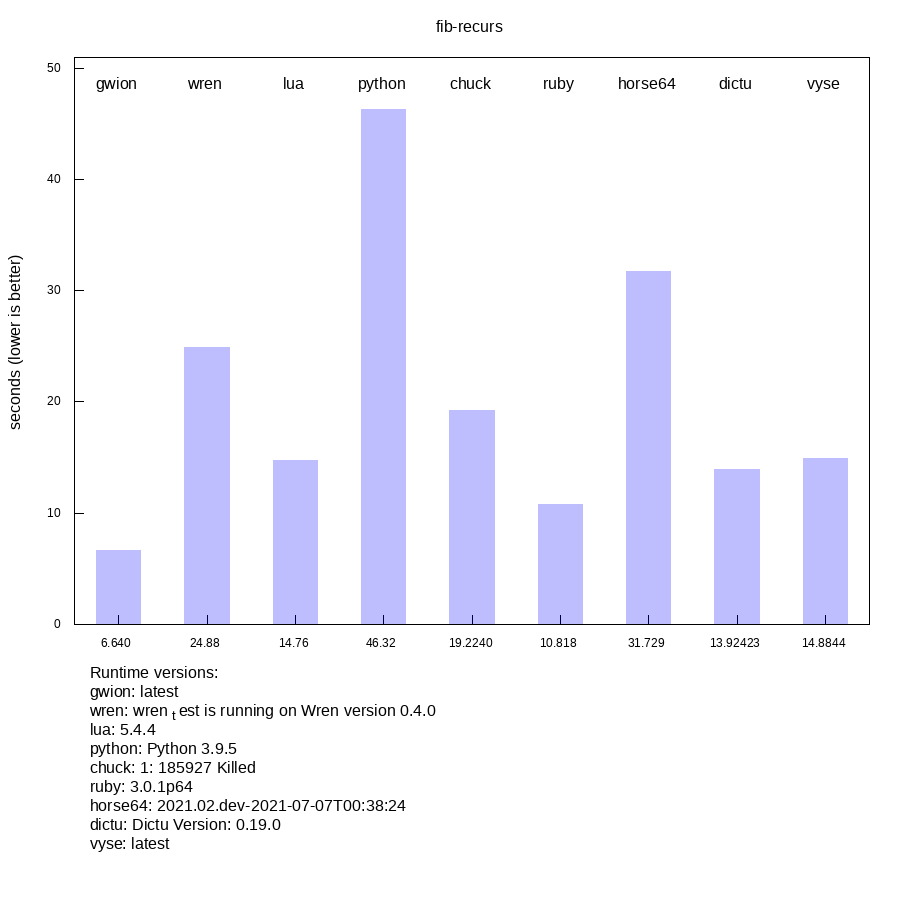 fib-recurs
gwion wren lua python chuck ruby horse64 dictu vyse
seconds (lower is better)
50
40
30
20
10
0
6.640 24.88 14.76 46.32 19.2240 10.818 31.729 13.92423 14.8844
Runtime versions:
gwion: latest
wren: wren t est is running on Wren version 0.4.0
lua: 5.4.4
python: Python 3.9.5
chuck: 1: 185927 Killed
ruby: 3.0.1p64
horse64: 2021.02.dev-2021-07-07T00:38:24
dictu: Dictu Version: 0.19.0
vyse: latest